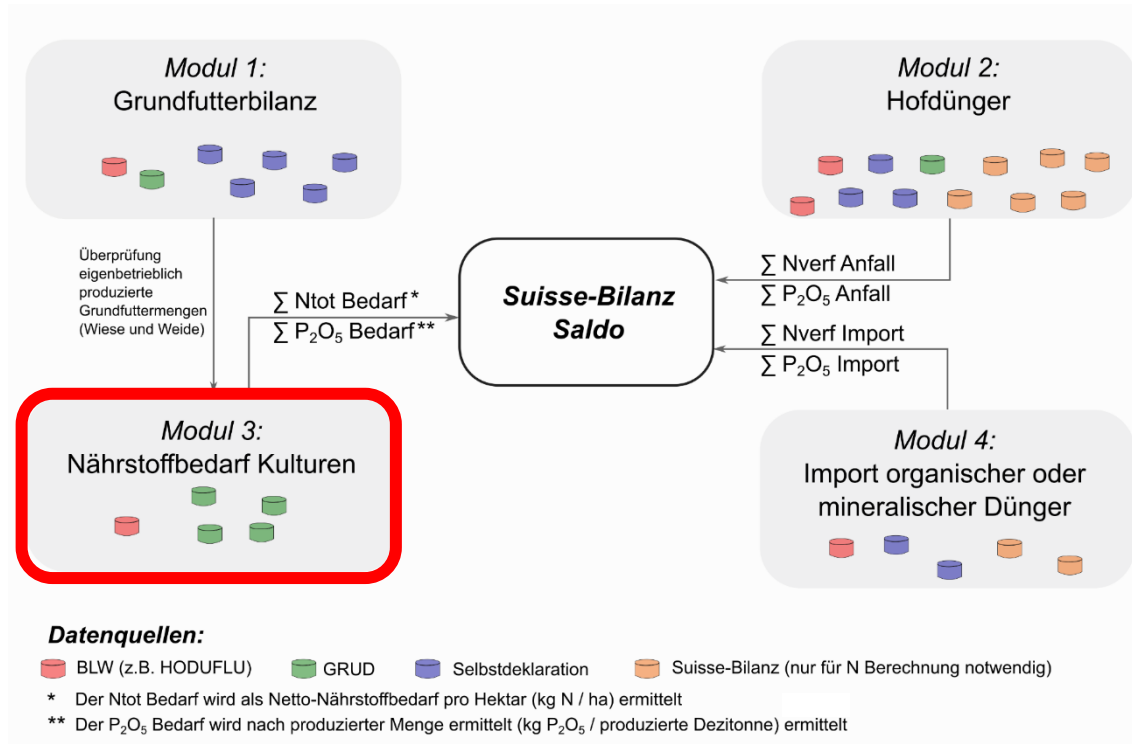 Modul 1:
Grundfutterbilanz
Modul 2:
Hofdünger
Überprüfung
eigenbetrieblich
produzierte
Grundfuttermengen
(Wiese und Weide)
∑ Ntot Bedarf *
∑ P₂O₅ Bedarf **
Suisse-Bilanz
Saldo
∑ Nverf Anfall
∑ P₂O₅ Anfall
∑ Nverf Import
∑ P₂O₅ Import
Modul 3:
Nährstoffbedarf Kulturen
Modul 4:
Import organischer oder
mineralischer Dünger
Datenquellen:
BLW (z.B. HODUFLU) GRUD Selbstdeklaration Suisse-Bilanz (nur für N Berechnung notwendig)
* Der Ntot Bedarf wird als Netto-Nährstoffbedarf pro Hektar (kg N / ha) ermittelt
** Der P₂O₅ Bedarf wird nach produzierter Menge ermittelt (kg P₂O₅ / produzierte Dezitonne) ermittelt